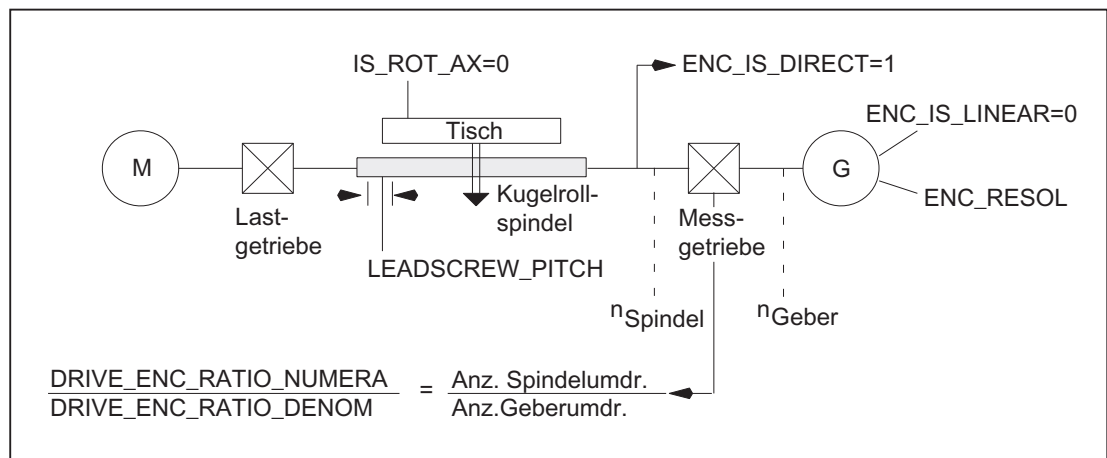 IS_ROT_AX=0
ENC_IS_DIRECT=1
ENC_IS_LINEAR=0
Tisch
M
G
Kugelroll-
spindel
Last-
getriebe
Mess-
getriebe
ENC_RESOL
LEADSCREW_PITCH
nSpindel
nGeber
DRIVE_ENC_RATIO_NUMERA = Anz. Spindelumdr.
DRIVE_ENC_RATIO_DENOM Anz.Geberumdr.